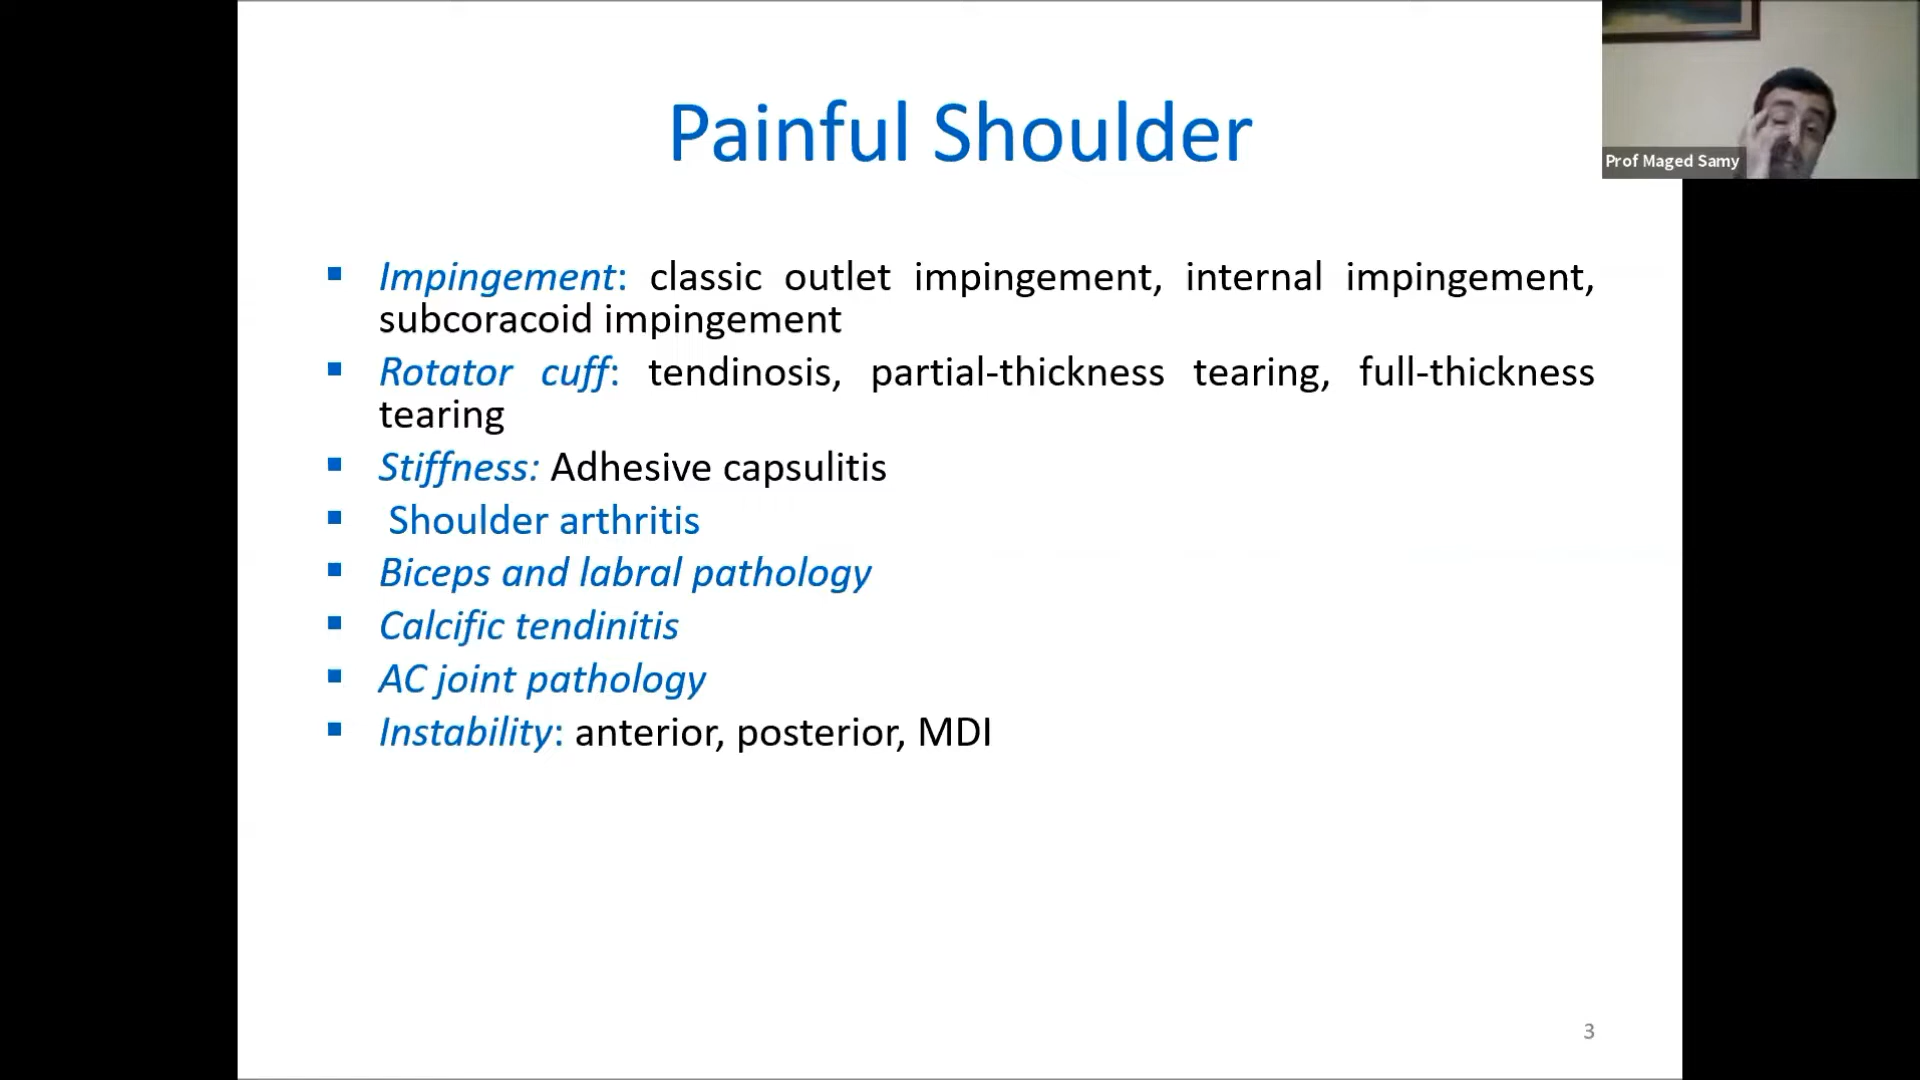 Painful Shoulder
Prof Maged Samy
▪ Impingement: classic outlet impingement, internal impingement,
subcoracoid impingement
▪ Rotator cuff: tendinosis, partial-thickness tearing, full-thickness
tearing
▪ Stiffness: Adhesive capsulitis
▪ Shoulder arthritis
▪ Biceps and labral pathology
▪ Calcific tendinitis
▪ AC joint pathology
▪ Instability: anterior, posterior, MDI
3